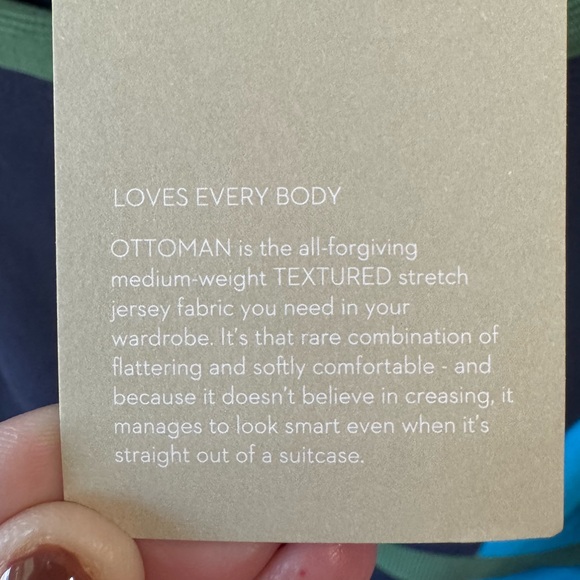 LOVES EVERY BODY
OTTOMAN is the all-forgiving
medium-weight TEXTURED stretch
jersey fabric you need in your
wardrobe. It's that rare combination of
flattering and softly comfortable - and
because it doesn't believe in creasing, it
manages to look smart even when it's
straight out of a suitcase.